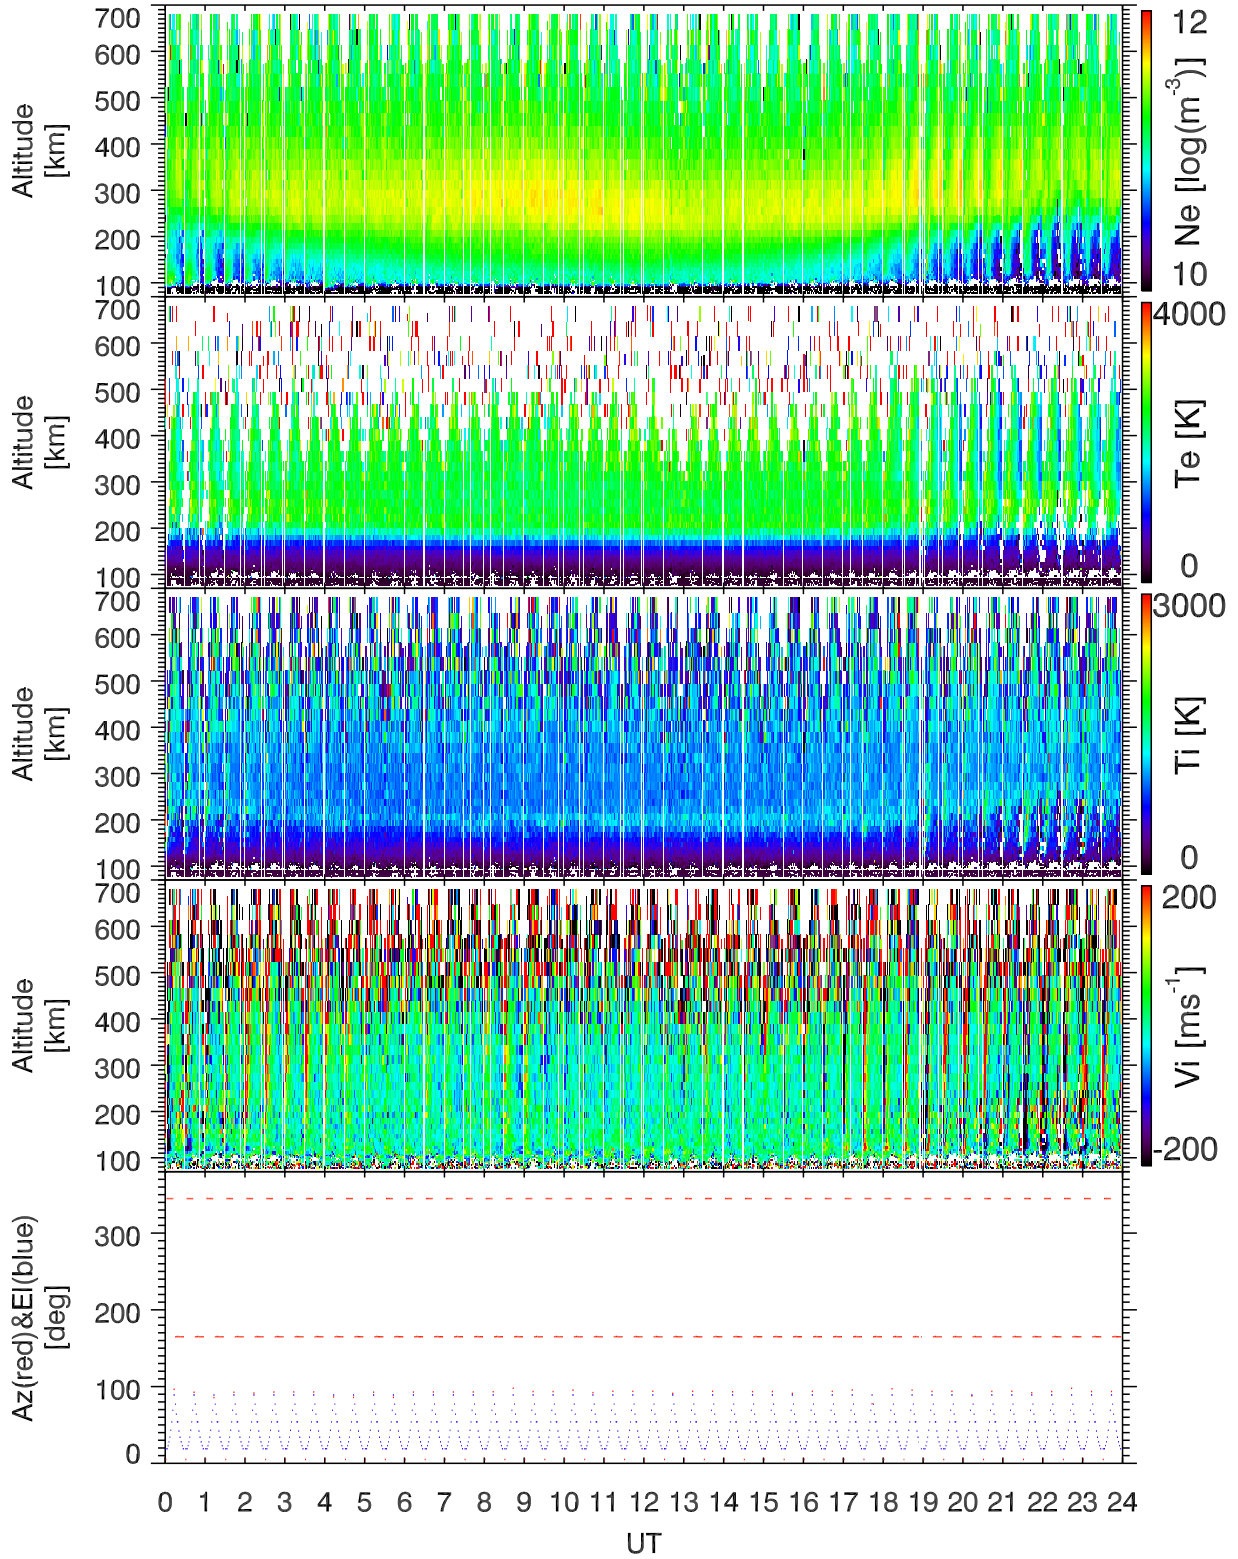 700
600
500
400
300
200
100
Altitude
[km]
12
Ne [log(m⁻³)]
10
700
600
500
400
300
200
100
Altitude
[km]
4000
Te [K]
0
700
600
500
400
300
200
100
Altitude
[km]
3000
Ti [K]
0
700
600
500
400
300
200
100
Altitude
[km]
200
Vi [ms⁻¹]
-200
300
200
100
0
Az(red)&El(blue)
[deg]
0 1 2 3 4 5 6 7 8 9 10 11 12 13 14 15 16 17 18 19 20 21 22 23 24
UT